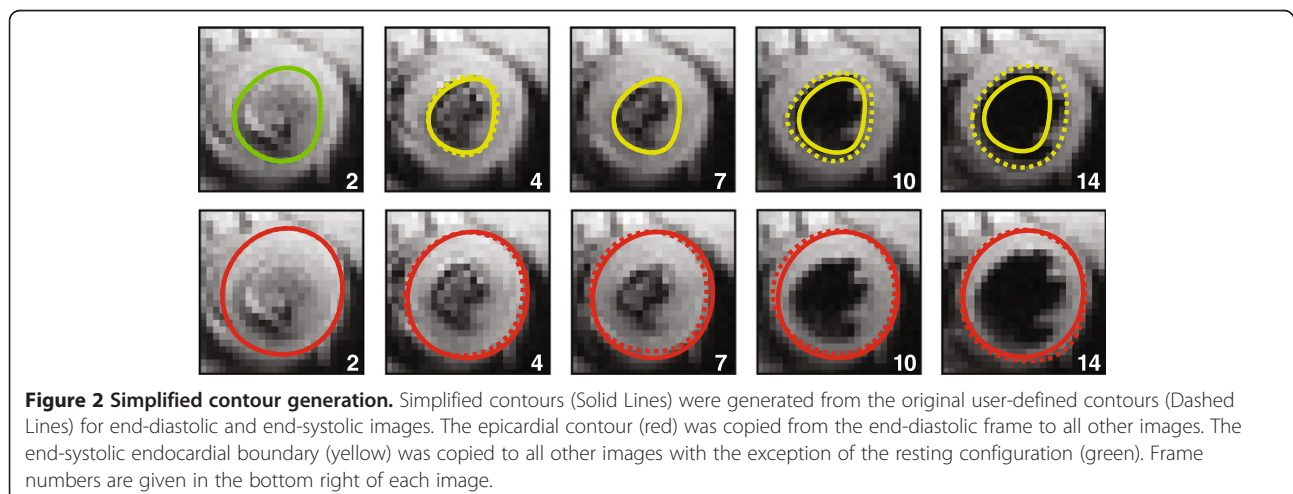 2 4 7 10 14
2 4 7 10 14
Figure 2 Simplified contour generation. Simplified contours (Solid Lines) were generated from the original user-defined contours (Dashed
Lines) for end-diastolic and end-systolic images. The epicardial contour (red) was copied from the end-diastolic frame to all other images. The
end-systolic endocardial boundary (yellow) was copied to all other images with the exception of the resting configuration (green). Frame
numbers are given in the bottom right of each image.